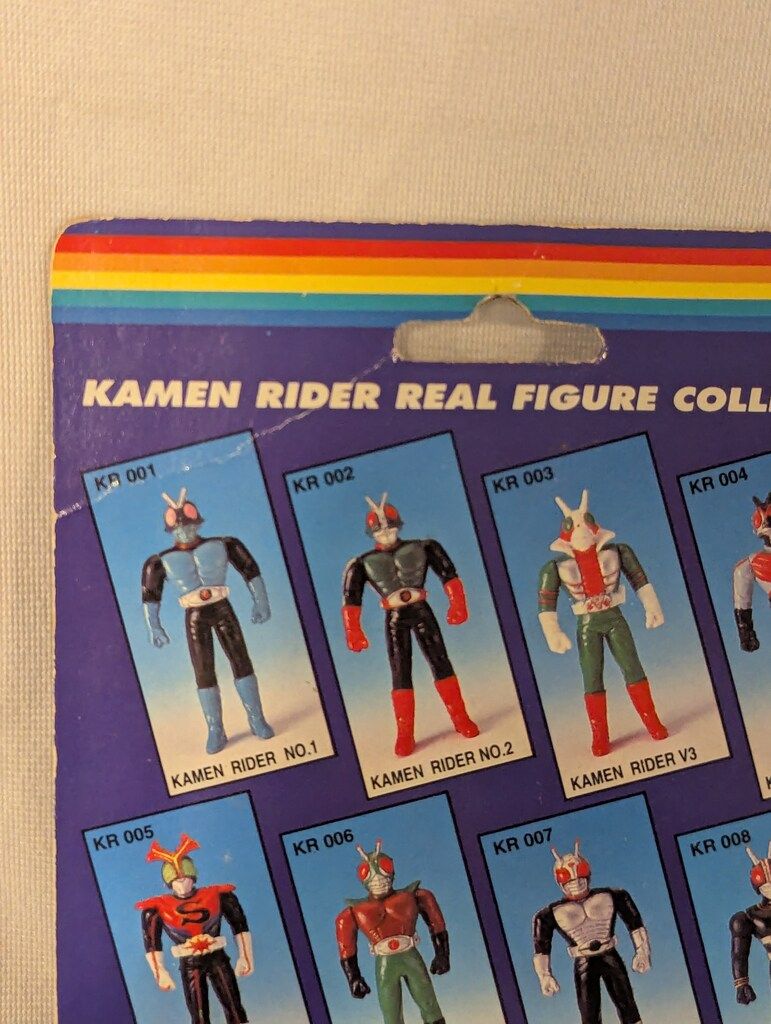 KAMEN RIDER REAL FIGURE COLL
KR 001
KR 002
KR 003
KR 004
KAMEN RIDER NO.1
KAMEN RIDER NO.2
KAMEN RIDER V3
KR 005
KR 006
KR 007
KR 008
S